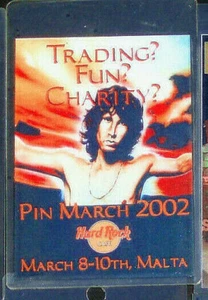 Trading?
Fun?
Charity?
Pin March 2002
Hard Rock
Cafe
March 8-10th, Malta